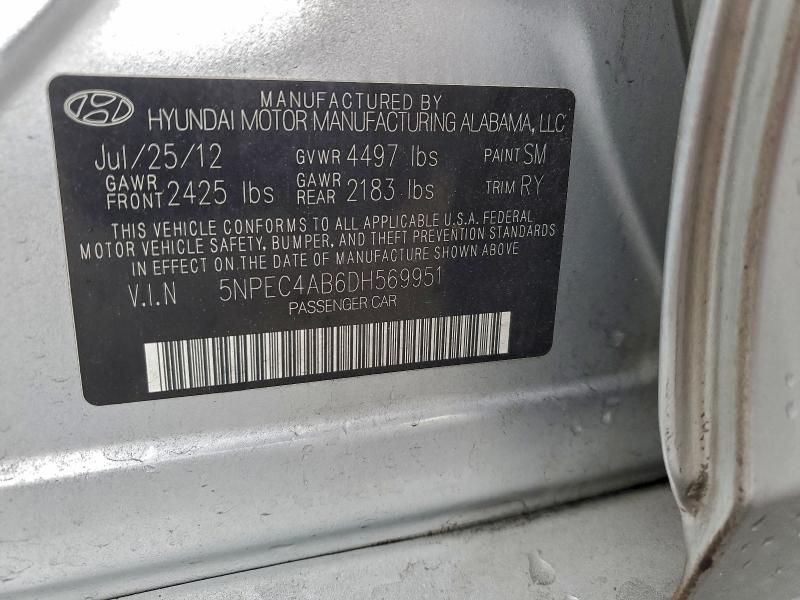 MANUFACTURED BY
HYUNDAI MOTOR MANUFACTURING ALABAMA, LLC
Jul/25/12 GVWR 4497 lbs PAINT SM
GAWR FRONT 2425 lbs GAWR REAR 2183 lbs TRIM RY
THIS VEHICLE CONFORMS TO ALL APPLICABLE U.S.A. FEDERAL
MOTOR VEHICLE SAFETY, BUMPER, AND THEFT PREVENTION STANDARDS
IN EFFECT ON THE DATE OF MANUFACTURE SHOWN ABOVE.
V.I.N 5NPEC4AB6DH569951
PASSENGER CAR